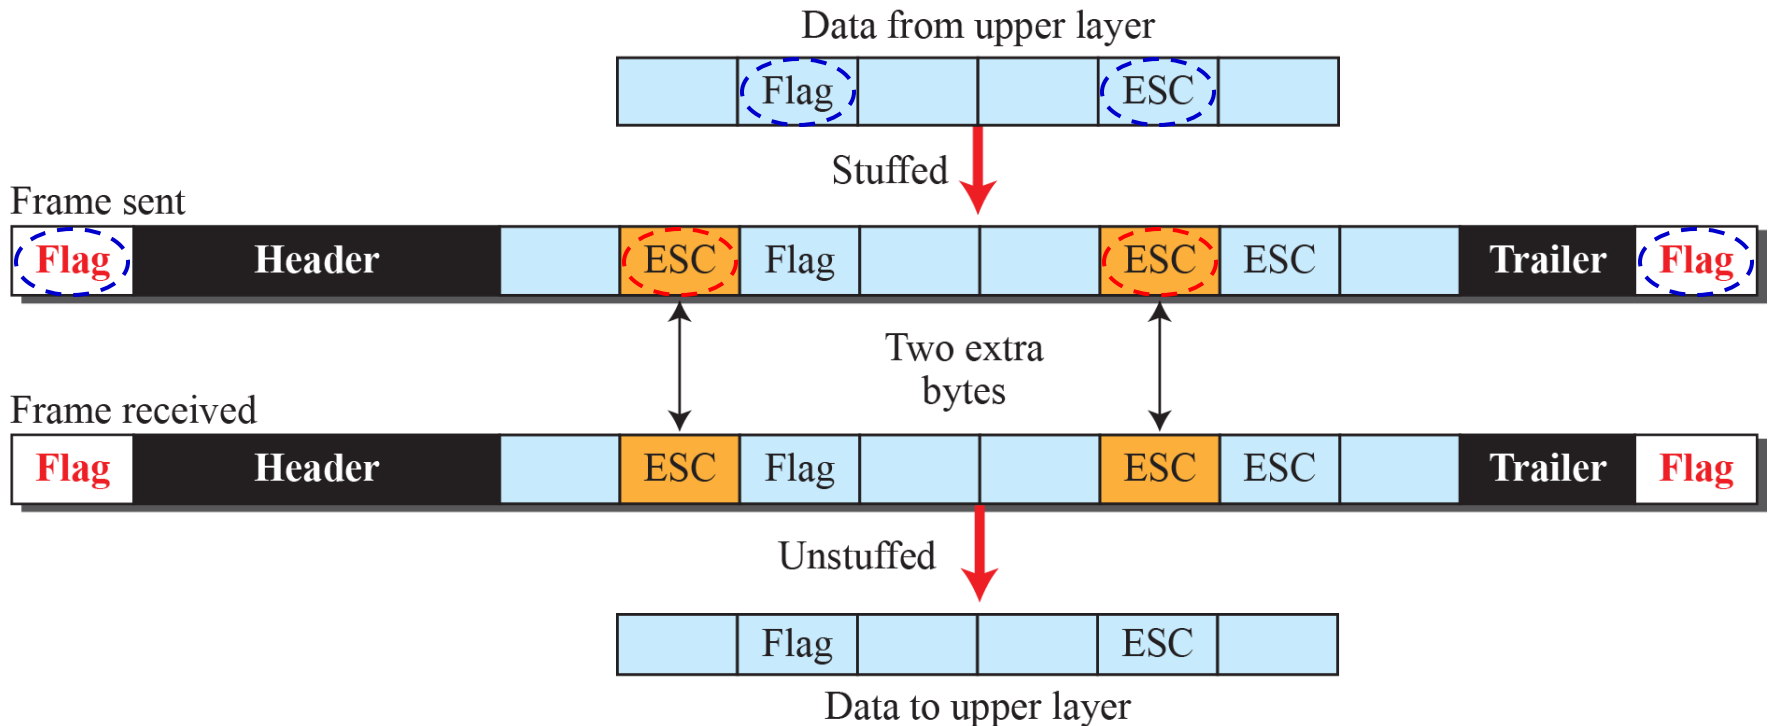 Data from upper layer
Flag ESC
Stuffed
Frame sent
Flag Header ESC Flag ESC ESC Trailer Flag
Two extra
bytes
Frame received
Flag Header ESC Flag ESC ESC Trailer Flag
Unstuffed
Flag ESC
Data to upper layer